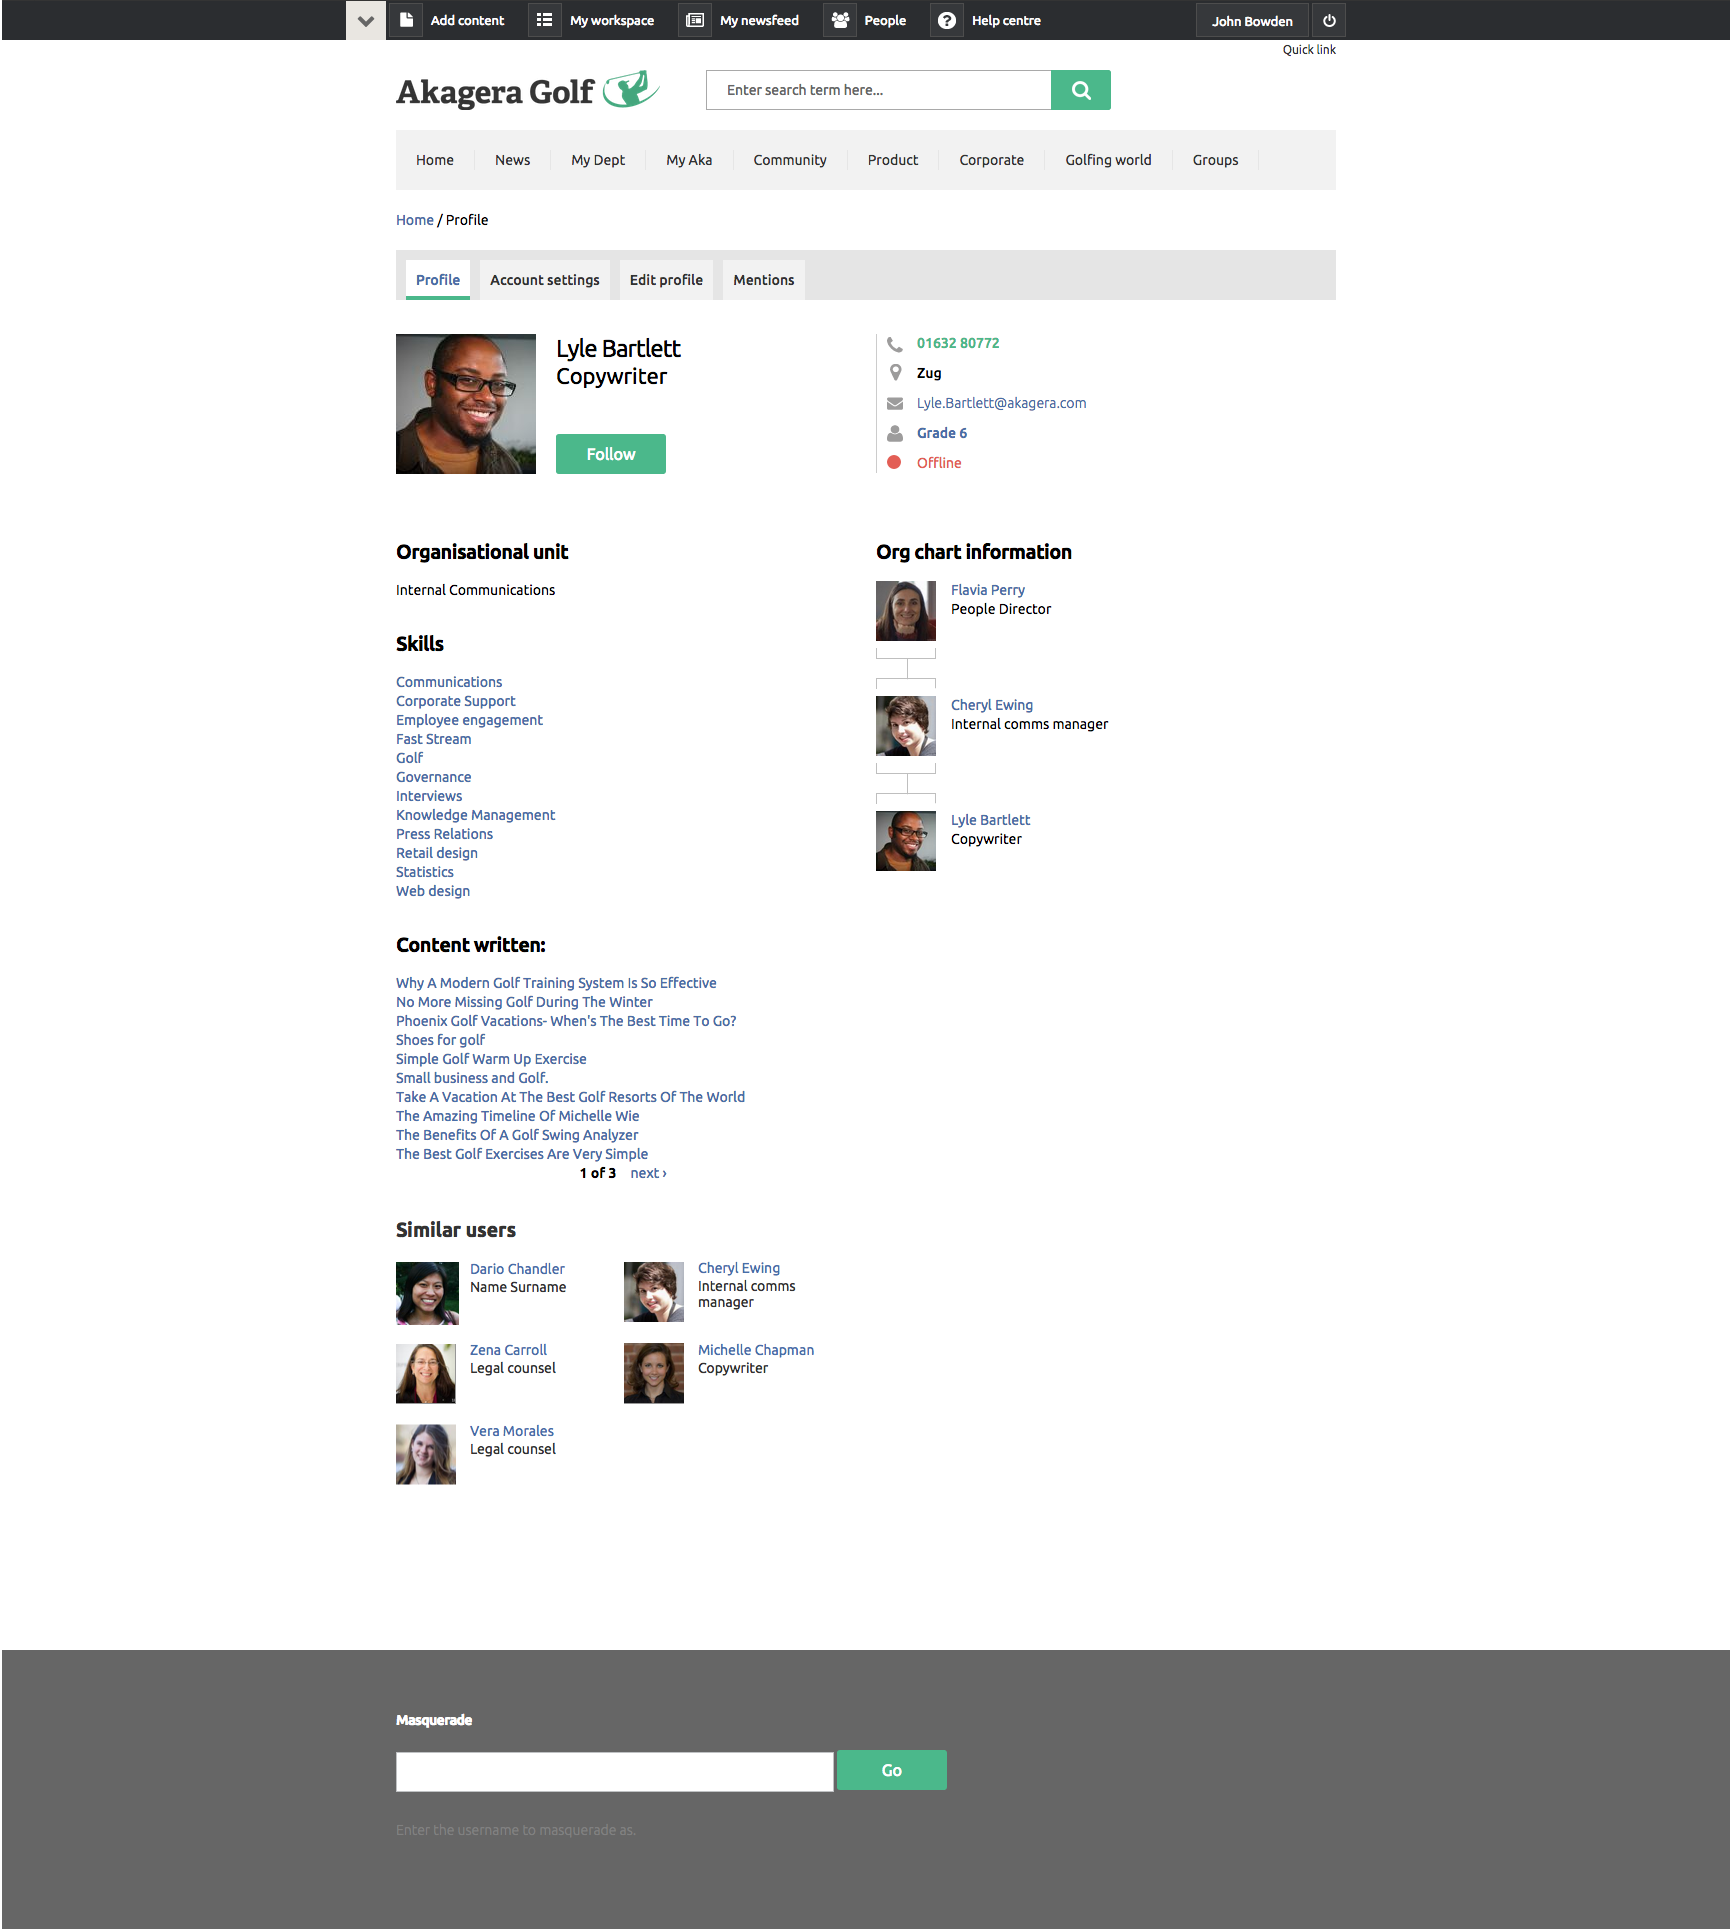 Add content
My workspace
My newsfeed
People
Help centre
John Bowden
Quick link
Akagera Golf
Enter search term here...
Home
News
My Dept
My Aka
Community
Product
Corporate
Golfing world
Groups
Home / Profile
Profile
Account settings
Edit profile
Mentions
Lyle Bartlett
Copywriter
Follow
01632 80772
Zug
Lyle.Bartlett@akagera.com
Grade 6
Offline
Organisational unit
Internal Communications
Skills
Communications
Corporate Support
Employee engagement
Fast Stream
Golf
Governance
Interviews
Knowledge Management
Press Relations
Retail design
Statistics
Web design
Org chart information
Flavia Perry
People Director
Cheryl Ewing
Internal comms manager
Lyle Bartlett
Copywriter
Content written:
Why A Modern Golf Training System Is So Effective
No More Missing Golf During The Winter
Phoenix Golf Vacations- When's The Best Time To Go?
Shoes for golf
Simple Golf Warm Up Exercise
Small business and Golf.
Take A Vacation At The Best Golf Resorts Of The World
The Amazing Timeline Of Michelle Wie
The Benefits Of A Golf Swing Analyzer
The Best Golf Exercises Are Very Simple
1 of 3 next ›
Similar users
Dario Chandler
Name Surname
Cheryl Ewing
Internal comms
manager
Zena Carroll
Legal counsel
Michelle Chapman
Copywriter
Vera Morales
Legal counsel
Masquerade
Go
Enter the username to masquerade as.